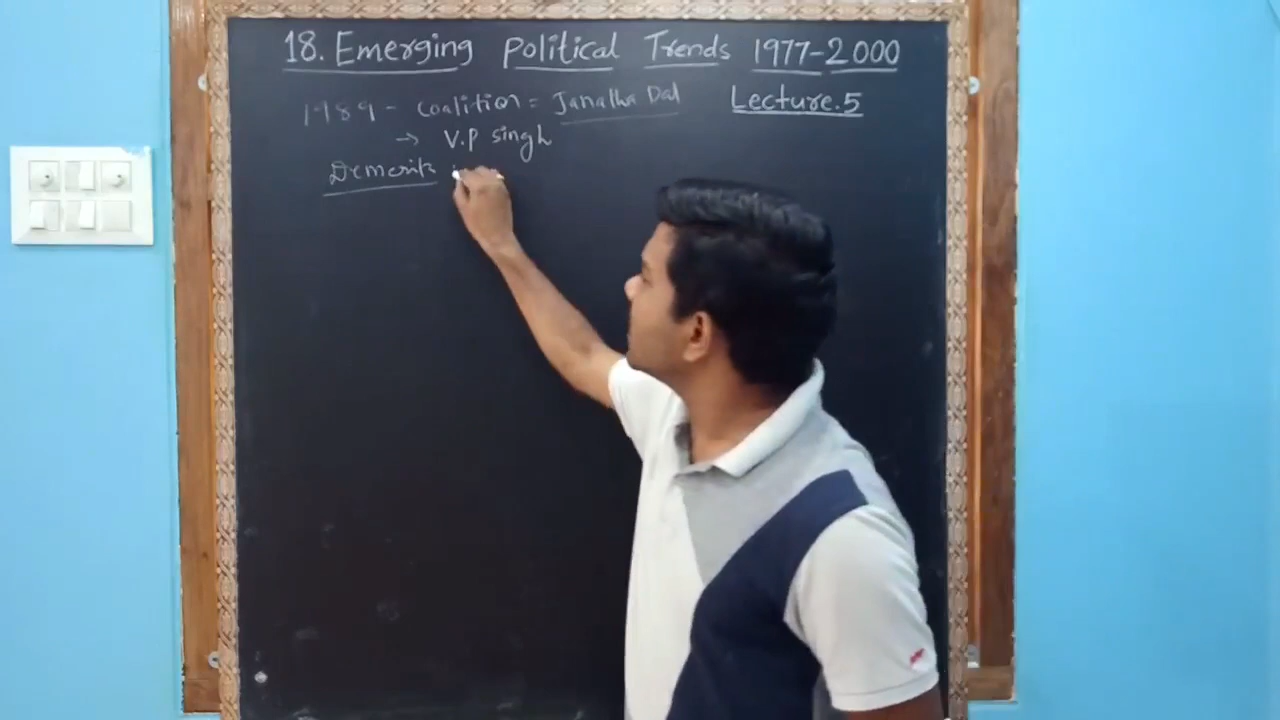 18. Emerging Political Trends 1977-2000
1989 - Coalition = Janatha Dal
Lecture.5
→ V.P Singh
Demerits